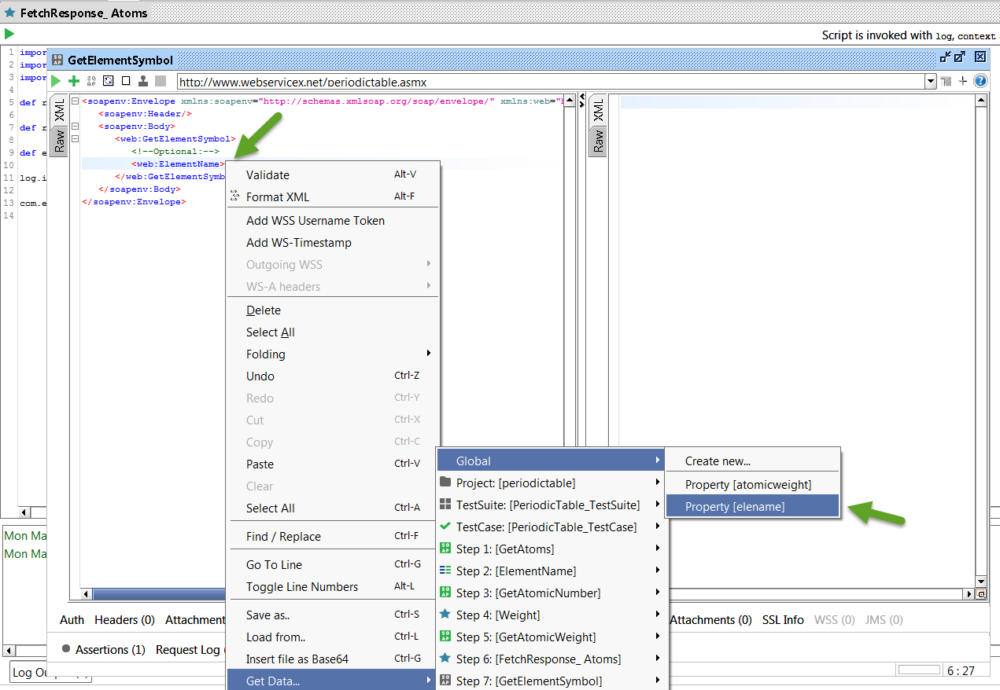 FetchResponse_ Atoms
Script is invoked with log, context
1 impor
2 impor
3 impor
4
5 def r
6
7 def r
8
9 def e
10
11 log.i
12
13 com.e
14
GetElementSymbol
http://www.webservicex.net/periodictable.asmx
XML
Raw
<soapenv:Envelope xmlns:soapenv="http://schemas.xmlsoap.org/soap/envelope/" xmlns:web="h
<soapenv:Header/>
<soapenv:Body>
<web:GetElementSymbol>
<!--Optional:-->
<web:ElementName>
</web:GetElementSymb
</soapenv:Body>
</soapenv:Envelope>
XML
Raw
Validate Alt-V
Format XML Alt-F
Add WSS Username Token
Add WS-Timestamp
Outgoing WSS
WS-A headers
Delete
Select All
Folding
Undo Ctrl-Z
Redo Ctrl-Y
Cut Ctrl-X
Copy Ctrl-C
Paste Ctrl-V
Clear
Select All Ctrl-A
Find / Replace Ctrl-F
Go To Line Ctrl-G
Toggle Line Numbers Alt-L
Save as.. Ctrl-S
Load from.. Ctrl-L
Insert file as Base64 Ctrl-G
Get Data...
Global
Project: [periodictable]
TestSuite: [PeriodicTable_TestSuite]
TestCase: [PeriodicTable_TestCase]
Step 1: [GetAtoms]
Step 2: [ElementName]
Step 3: [GetAtomicNumber]
Step 4: [Weight]
Step 5: [GetAtomicWeight]
Step 6: [FetchResponse_ Atoms]
Step 7: [GetElementSymbol]
Create new...
Property [atomicweight]
Property [elename]
Mon Ma
Mon Ma
Auth Headers (0) Attachment
Attachments (0) SSL Info WSS (0) JMS (0)
Assertions (1) Request Log (
Log Ou
6 : 27